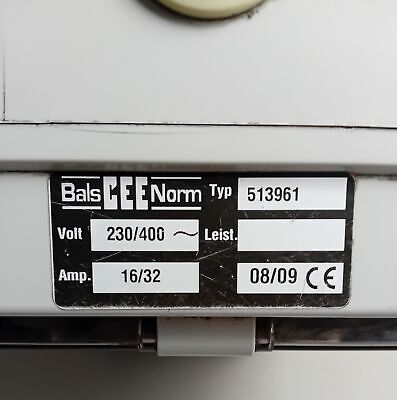 Bals CEE Norm Typ 513961
Volt 230/400 ~ Leist.
Amp. 16/32 08/09 CE